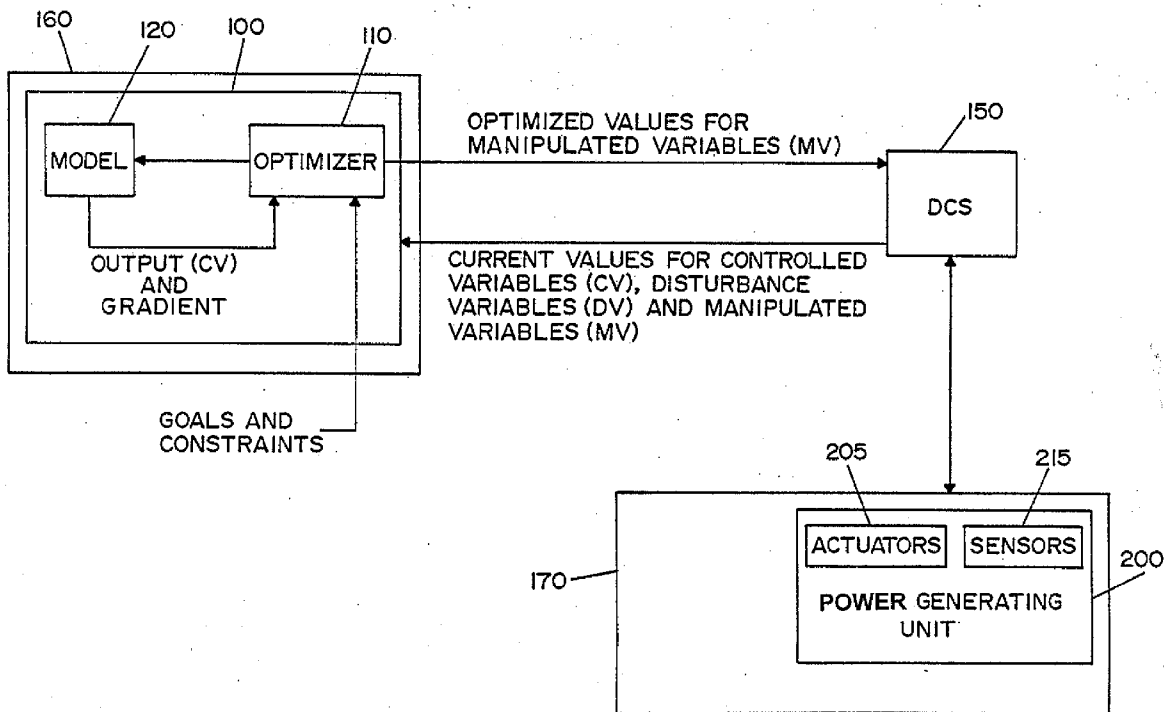 160
120
100
110
MODEL
OPTIMIZER
OUTPUT (CV)
AND
GRADIENT
GOALS AND
CONSTRAINTS
OPTIMIZED VALUES FOR
MANIPULATED VARIABLES (MV)
CURRENT VALUES FOR CONTROLLED
VARIABLES (CV), DISTURBANCE
VARIABLES (DV) AND MANIPULATED
VARIABLES (MV)
150
DCS
205
215
ACTUATORS
SENSORS
POWER GENERATING
UNIT
170
200